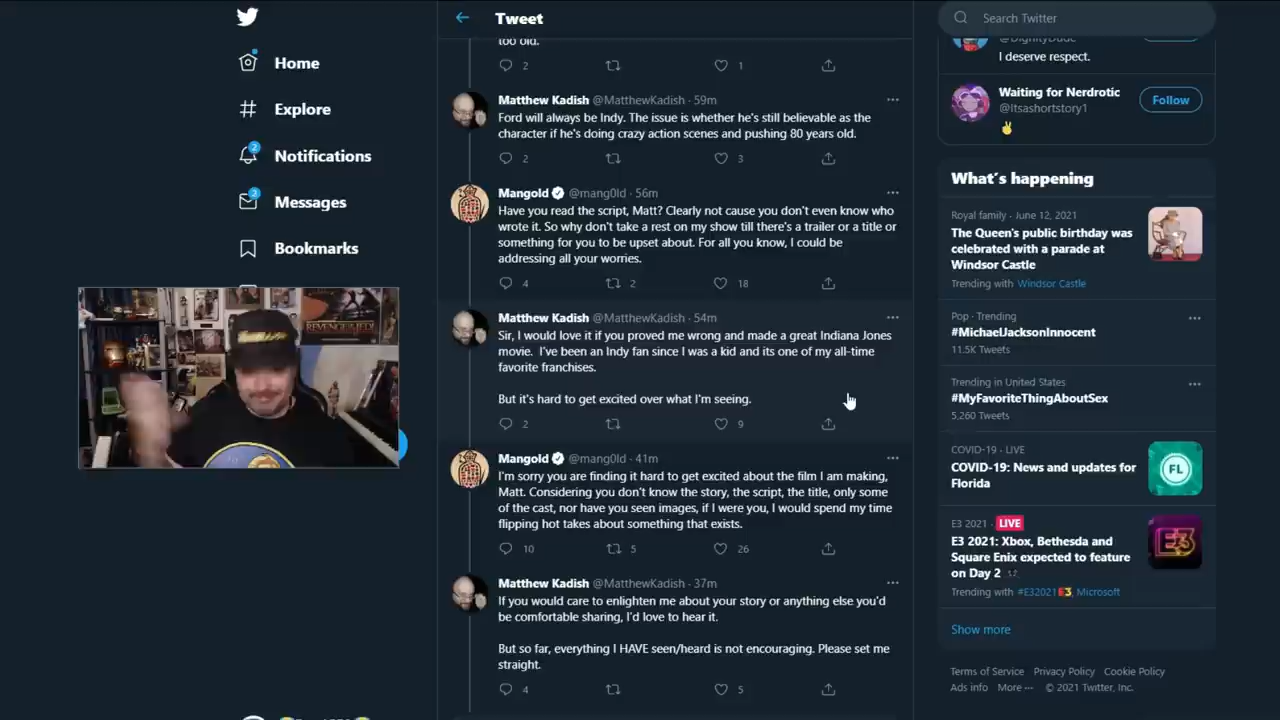 Tweet
Search Twitter
Home
Explore
2
Notifications
2
Messages
Bookmarks
REVENGE
JEDI
too old.
2
1
Matthew Kadish @MatthewKadish · 59m
Ford will always be Indy. The issue is whether he's still believable as the
character if he's doing crazy action scenes and pushing 80 years old.
2
3
Mangold @mang0ld · 56m
Have you read the script, Matt? Clearly not cause you don't even know who
wrote it. So why don't take a rest on my show till there's a trailer or a title or
something for you to be upset about. For all you know, I could be
addressing all your worries.
4
2
18
Matthew Kadish @MatthewKadish · 54m
Sir, I would love it if you proved me wrong and made a great Indiana Jones
movie. I've been an Indy fan since I was a kid and its one of my all-time
favorite franchises.
But it's hard to get excited over what I'm seeing.
2
9
Mangold @mang0ld · 41m
I'm sorry you are finding it hard to get excited about the film I am making,
Matt. Considering you don't know the story, the script, the title, only some
of the cast, nor have you seen images, if I were you, I would spend my time
flipping hot takes about something that exists.
10
5
26
Matthew Kadish @MatthewKadish · 37m
If you would care to enlighten me about your story or anything else you'd
be comfortable sharing, I'd love to hear it.
But so far, everything I HAVE seen/heard is not encouraging. Please set me
straight.
4
5
@DignityDude
I deserve respect.
Waiting for Nerdrotic
@Itsashortstory1
Follow
What's happening
Royal family · June 12, 2021
The Queen's public birthday was
celebrated with a parade at
Windsor Castle
Trending with Windsor Castle
Pop · Trending
#MichaelJacksonInnocent
11.5K Tweets
Trending in United States
#MyFavoriteThingAboutSex
5,260 Tweets
COVID-19 · LIVE
COVID-19: News and updates for
Florida
FL
E3 2021 · LIVE
E3 2021: Xbox, Bethesda and
Square Enix expected to feature
on Day 2
E3
Trending with #E32021, Microsoft
Show more
Terms of Service Privacy Policy Cookie Policy
Ads info More ··· © 2021 Twitter, Inc.